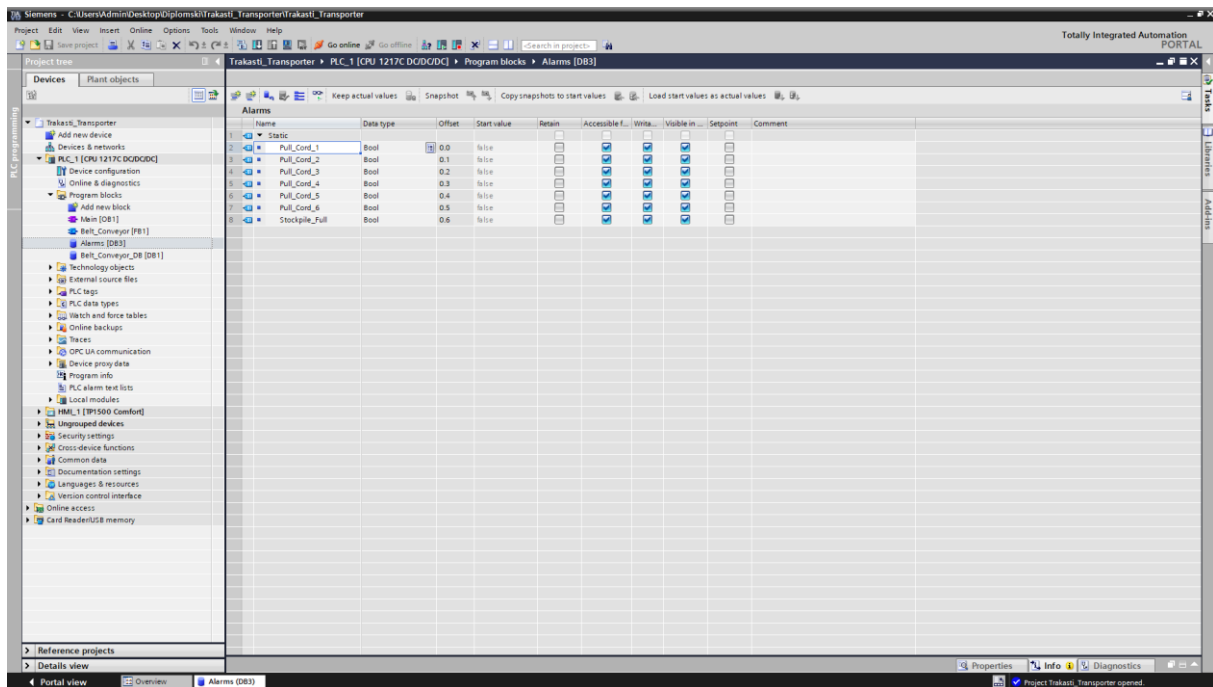 Siemens - C:\Users\Admin\Desktop\Diplomski\Trakasti_Transporter\Trakasti_Transporter
Project Edit View Insert Online Options Tools Window Help
Totally Integrated Automation
PORTAL
Save project Go online Go offline <Search in project>
Project tree
Trakasti_Transporter PLC_1 [CPU 1217C DC/DC/DC] Program blocks Alarms [DB3]
Devices Plant objects
Keep actual values Snapshot Copy snapshots to start values Load start values as actual values
Alarms
Name Data type Offset Start value Retain Accessible f... Writa... Visible in ... Setpoint Comment
1 Static
2 Pull_Cord_1 Bool 0.0 false
3 Pull_Cord_2 Bool 0.1 false
4 Pull_Cord_3 Bool 0.2 false
5 Pull_Cord_4 Bool 0.3 false
6 Pull_Cord_5 Bool 0.4 false
7 Pull_Cord_6 Bool 0.5 false
8 Stockpile_Full Bool 0.6 false
Trakasti_Transporter
Add new device
Devices & networks
PLC_1 [CPU 1217C DC/DC/DC]
Device configuration
Online & diagnostics
Program blocks
Add new block
Main [OB1]
Belt_Conveyor [FB1]
Alarms [DB3]
Belt_Conveyor_DB [DB1]
Technology objects
External source files
PLC tags
PLC data types
Watch and force tables
Online backups
Traces
OPC UA communication
Device proxy data
Program info
PLC alarm text lists
Local modules
HMI_1 [TP1500 Comfort]
Ungrouped devices
Security settings
Cross-device functions
Common data
Documentation settings
Languages & resources
Version control interface
Online access
Card Reader/USB memory
PLC programming
Tasks
Libraries
Add-ins
Reference projects
Details view
Properties Info Diagnostics
Portal view Overview Alarms (DB3)
Project Trakasti_Transporter opened.